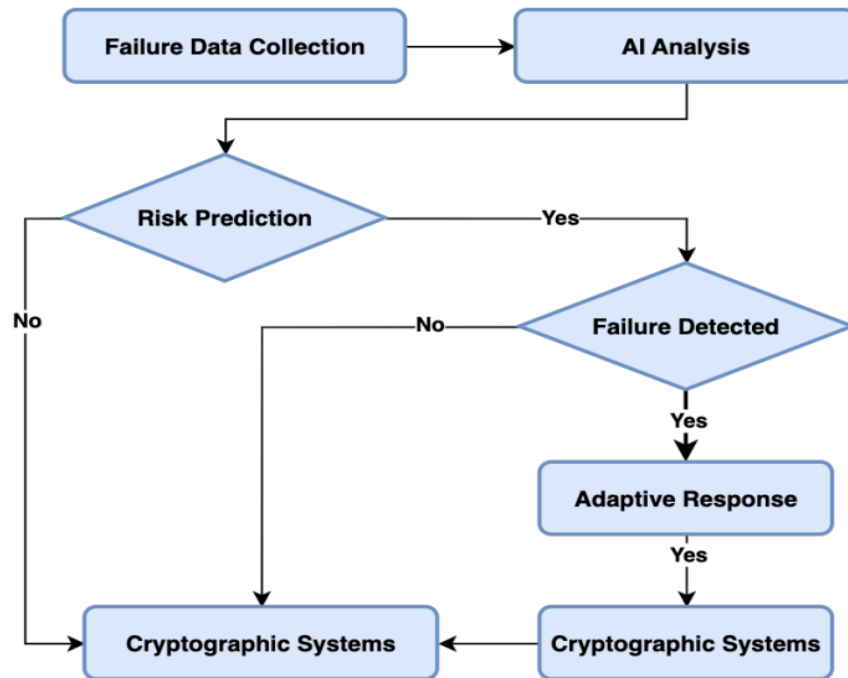 Failure Data Collection
AI Analysis
Risk Prediction
Yes
No
No
Failure Detected
Yes
Adaptive Response
Yes
Cryptographic Systems
Cryptographic Systems